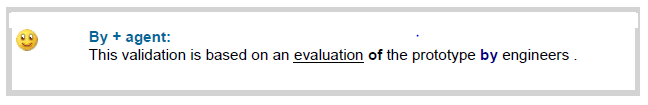 By + agent:
This validation is based on an evaluation of the prototype by engineers .